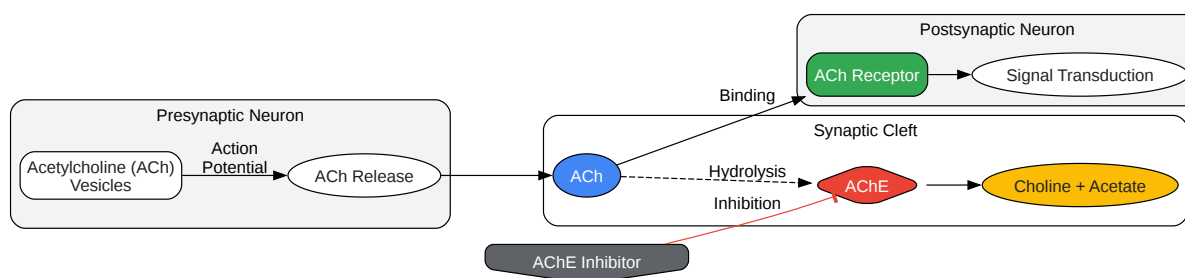 Postsynaptic Neuron
ACh Receptor
Signal Transduction
Binding
Presynaptic Neuron
Acetylcholine (ACh)
Vesicles
Action
Potential
ACh Release
Synaptic Cleft
ACh
Hydrolysis
AChE
Choline + Acetate
Inhibition
AChE Inhibitor